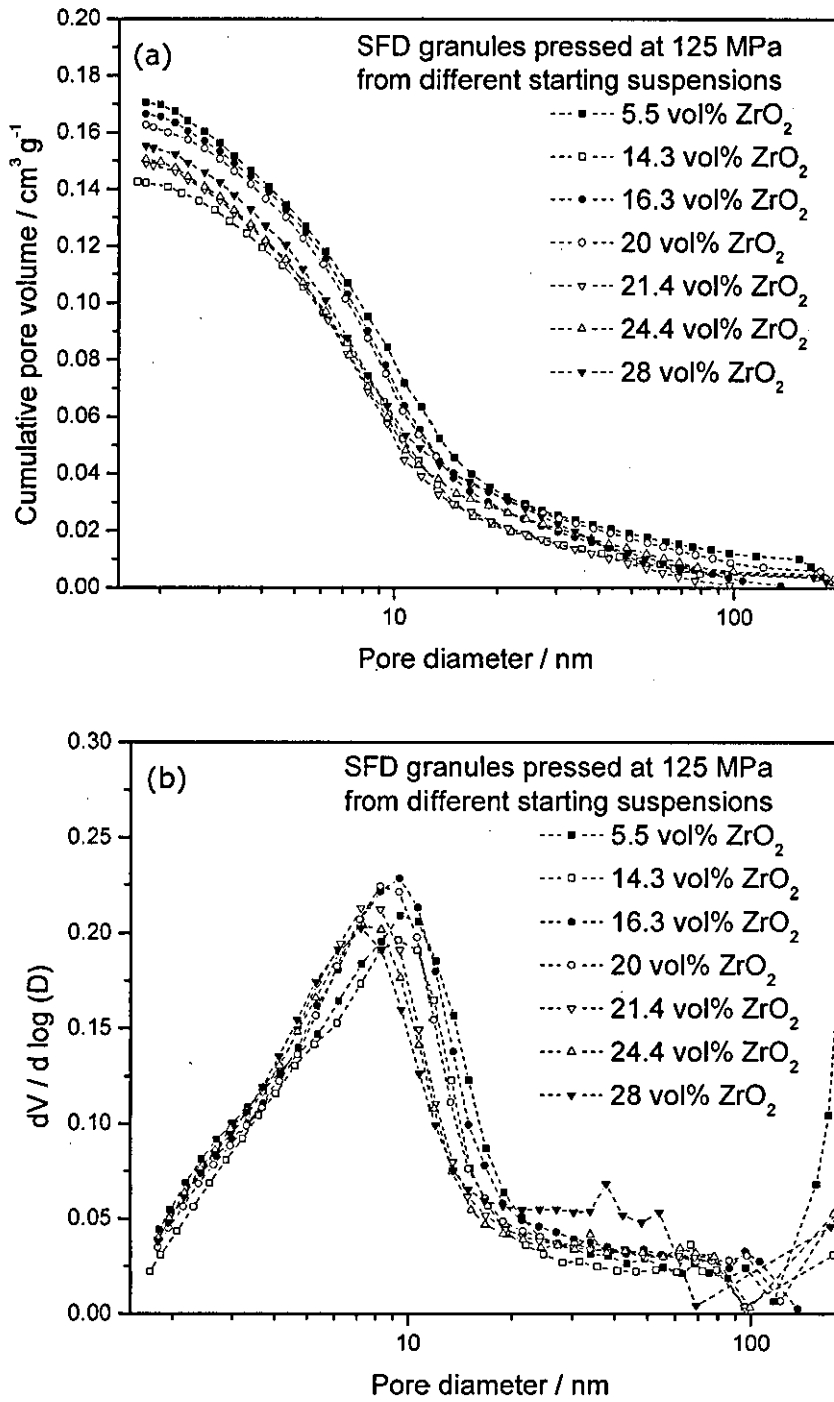 (a)
SFD granules pressed at 125 MPa
from different starting suspensions
5.5 vol% ZrO₂
14.3 vol% ZrO₂
16.3 vol% ZrO₂
20 vol% ZrO₂
21.4 vol% ZrO₂
24.4 vol% ZrO₂
28 vol% ZrO₂
Cumulative pore volume / cm³ g⁻¹
0.20
0.18
0.16
0.14
0.12
0.10
0.08
0.06
0.04
0.02
0.00
10
100
Pore diameter / nm
(b)
SFD granules pressed at 125 MPa
from different starting suspensions
5.5 vol% ZrO₂
14.3 vol% ZrO₂
16.3 vol% ZrO₂
20 vol% ZrO₂
21.4 vol% ZrO₂
24.4 vol% ZrO₂
28 vol% ZrO₂
dV / d log (D)
0.30
0.25
0.20
0.15
0.10
0.05
0.00
10
100
Pore diameter / nm